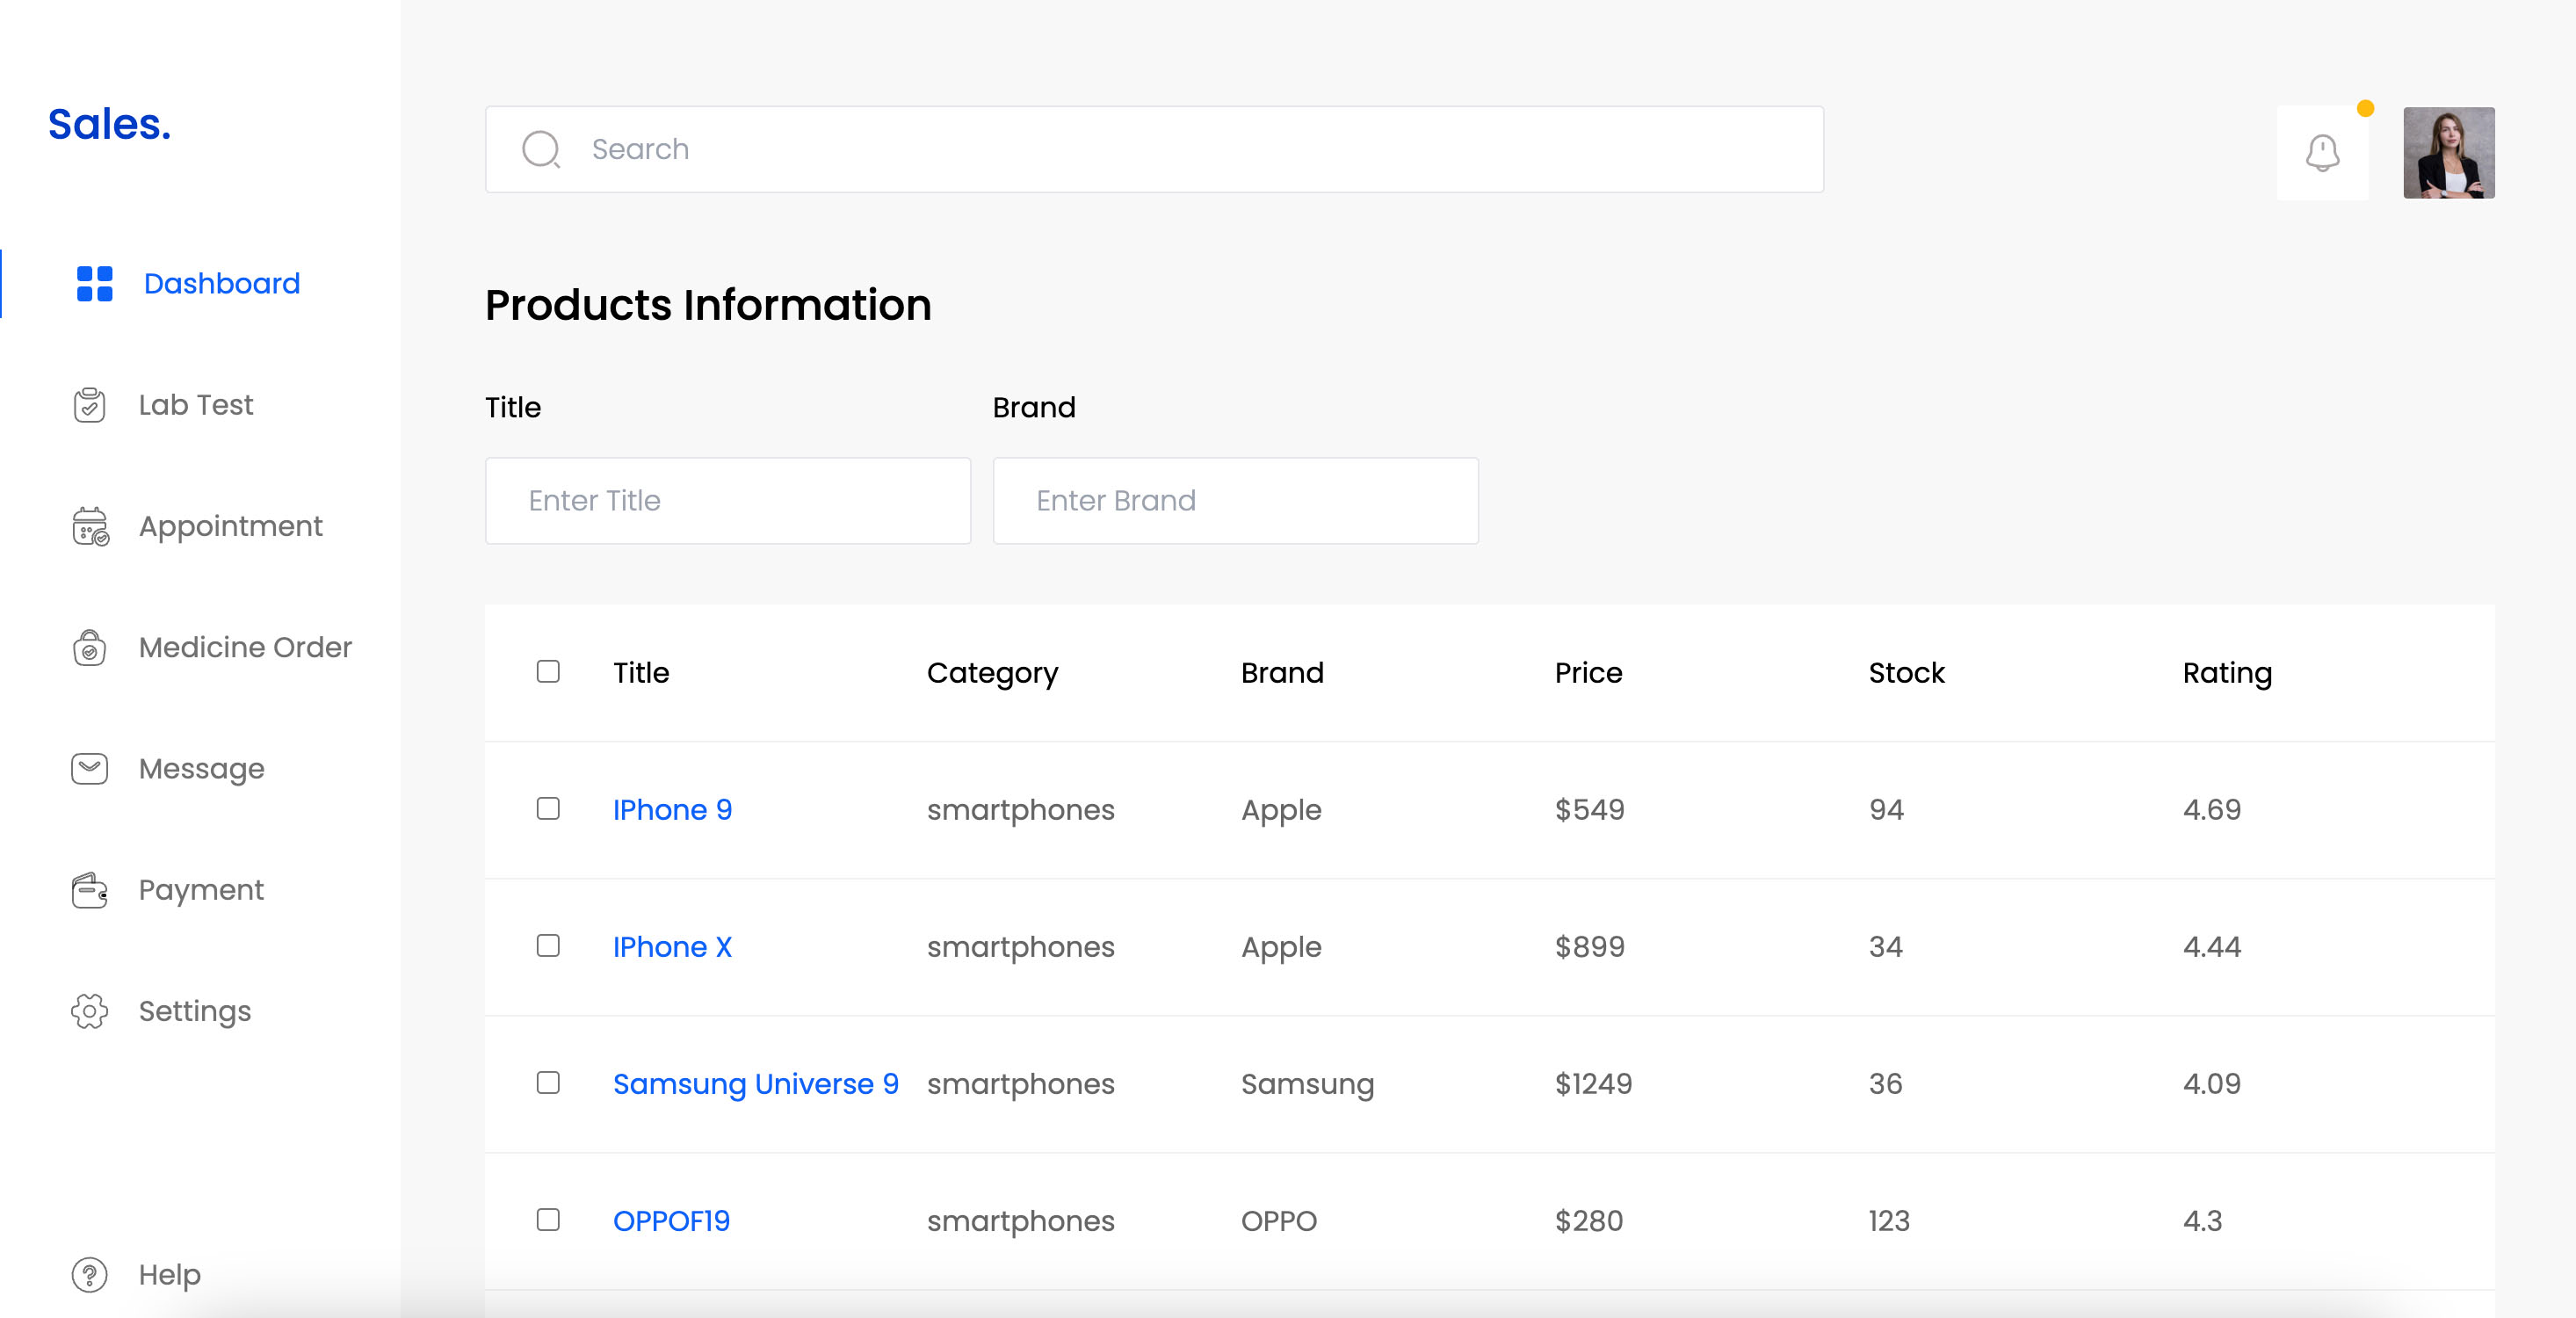 Sales.
Dashboard
Lab Test
Appointment
Medicine Order
Message
Payment
Settings
Help
Search
Products Information
Title Brand
Enter Title Enter Brand
Title Category Brand Price Stock Rating
IPhone 9 smartphones Apple $549 94 4.69
IPhone X smartphones Apple $899 34 4.44
Samsung Universe 9 smartphones Samsung $1249 36 4.09
OPPOF19 smartphones OPPO $280 123 4.3